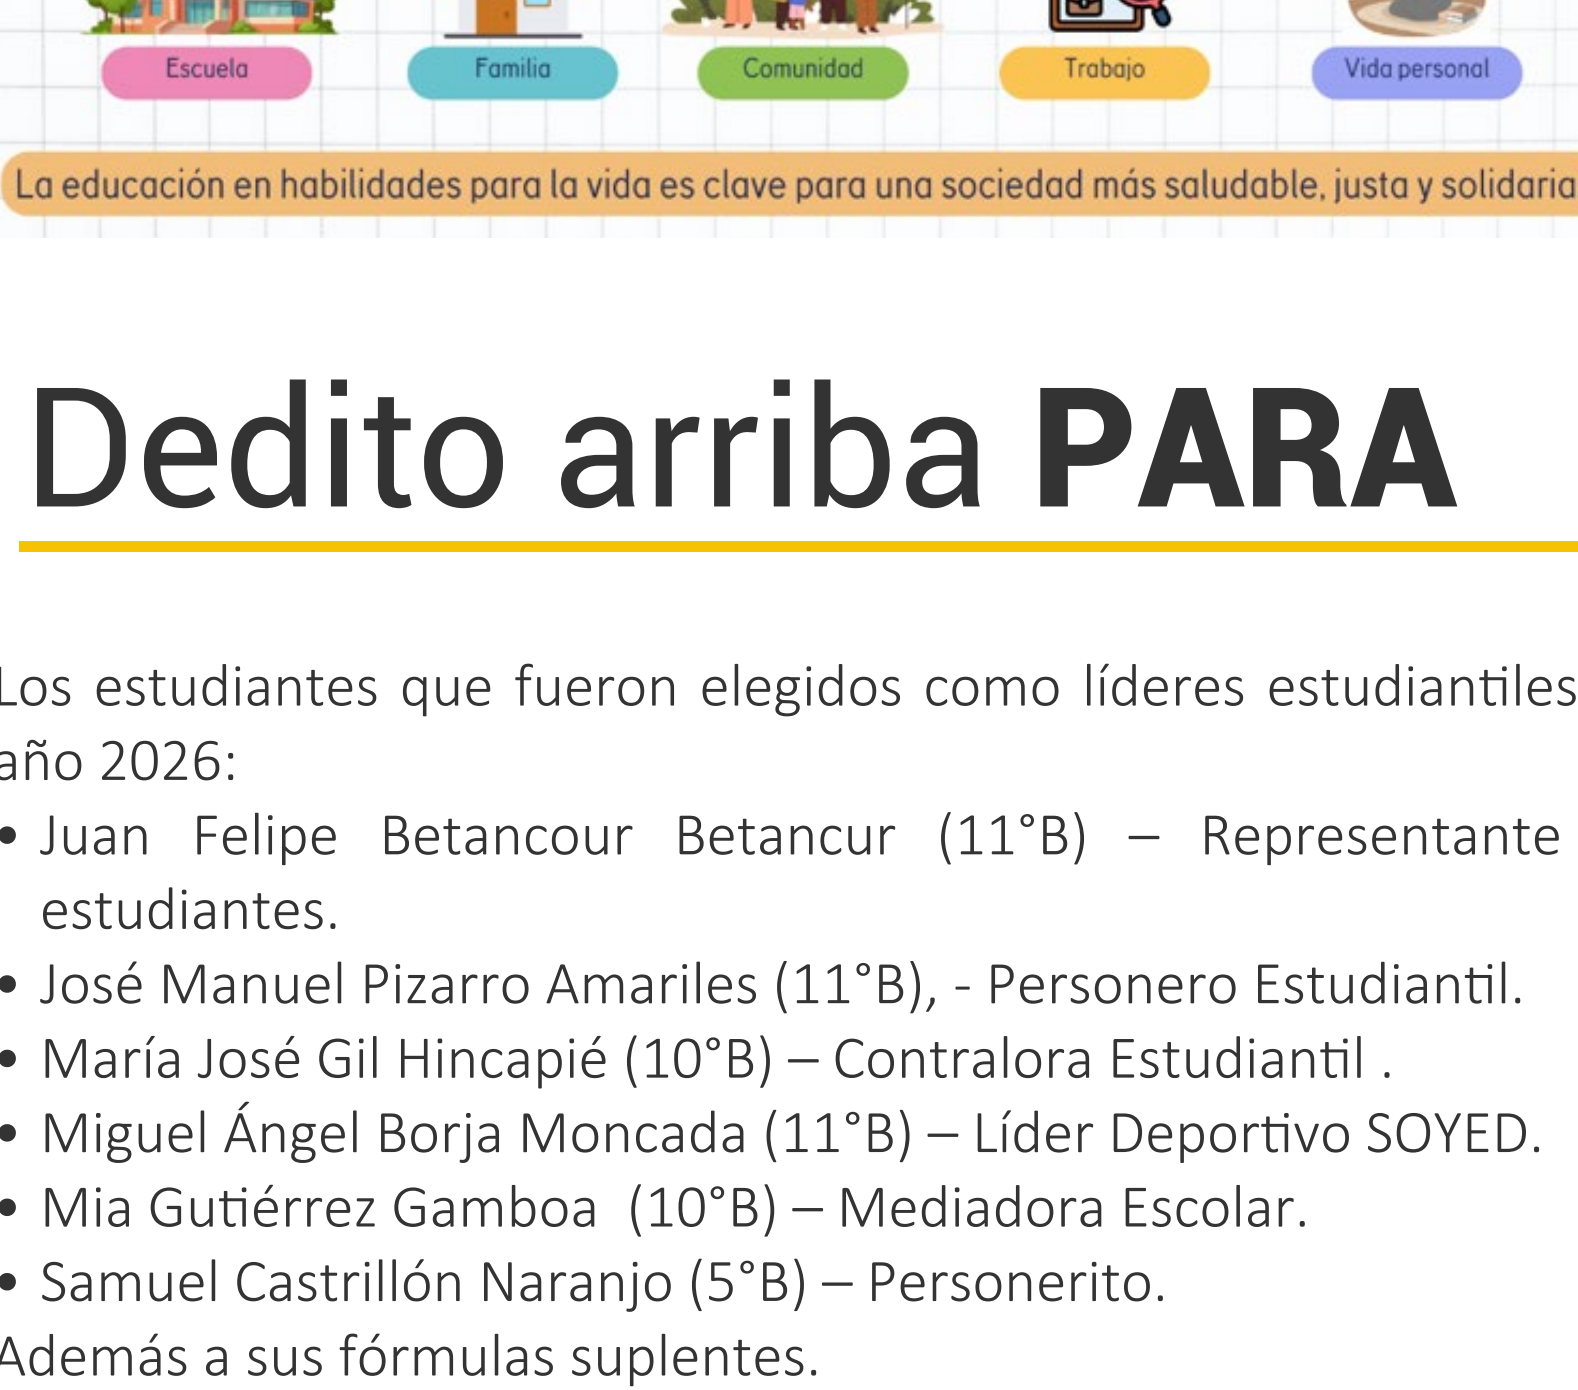 Escuela Familia Comunidad Trabajo Vida personal
La educación en habilidades para la vida es clave para una sociedad más saludable, justa y solidaria
Dedito arriba PARA
Los estudiantes que fueron elegidos como líderes estudiantiles
año 2026:
• Juan Felipe Betancour Betancur (11°B) – Representante
estudiantes.
• José Manuel Pizarro Amariles (11°B), - Personero Estudiantil.
• María José Gil Hincapié (10°B) – Contralora Estudiantil .
• Miguel Ángel Borja Moncada (11°B) – Líder Deportivo SOYED.
• Mia Gutiérrez Gamboa (10°B) – Mediadora Escolar.
• Samuel Castrillón Naranjo (5°B) – Personerito.
Además a sus fórmulas suplentes.